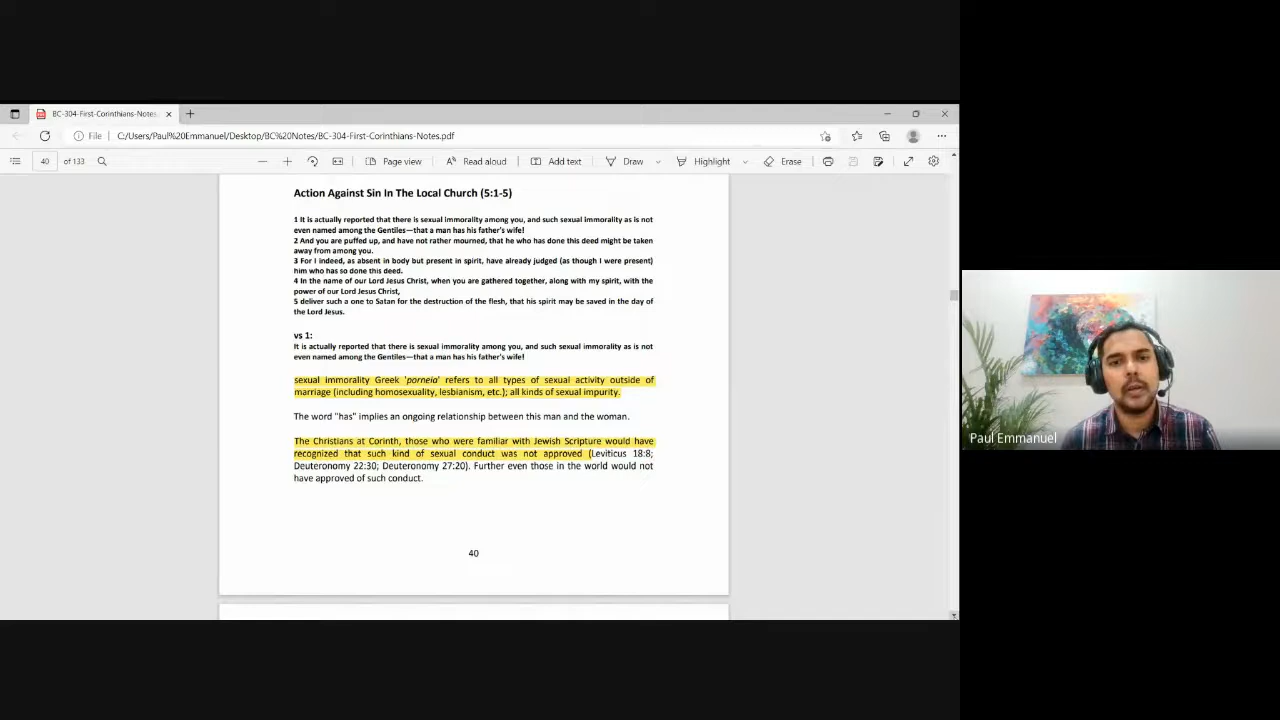 BC-304-First-Corinthians-Notes.
File
C:/Users/Paul%20Emmanuel/Desktop/BC%20Notes/BC-304-First-Corinthians-Notes.pdf
40 of 133
Page view
Read aloud
Add text
Draw
Highlight
Erase
Action Against Sin In The Local Church (5:1-5)
1 It is actually reported that there is sexual immorality among you, and such sexual immorality as is not
even named among the Gentiles—that a man has his father's wife!
2 And you are puffed up, and have not rather mourned, that he who has done this deed might be taken
away from among you.
3 For I indeed, as absent in body but present in spirit, have already judged (as though I were present)
him who has so done this deed.
4 In the name of our Lord Jesus Christ, when you are gathered together, along with my spirit, with the
power of our Lord Jesus Christ,
5 deliver such a one to Satan for the destruction of the flesh, that his spirit may be saved in the day of
the Lord Jesus.
vs 1:
It is actually reported that there is sexual immorality among you, and such sexual immorality as is not
even named among the Gentiles—that a man has his father's wife!
sexual immorality Greek 'porneia' refers to all types of sexual activity outside of
marriage (including homosexuality, lesbianism, etc.); all kinds of sexual impurity.
The word "has" implies an ongoing relationship between this man and the woman.
The Christians at Corinth, those who were familiar with Jewish Scripture would have
recognized that such kind of sexual conduct was not approved (Leviticus 18:8;
Deuteronomy 22:30; Deuteronomy 27:20). Further even those in the world would not
have approved of such conduct.
40
Paul Emmanuel